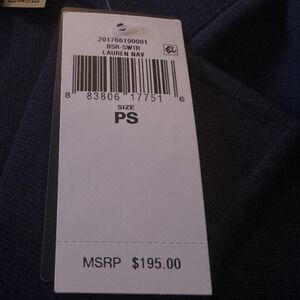 201766190001
BSR-SWTR
LAUREN NAV
8 83806 17751 6
SIZE
PS
MSRP $195.00